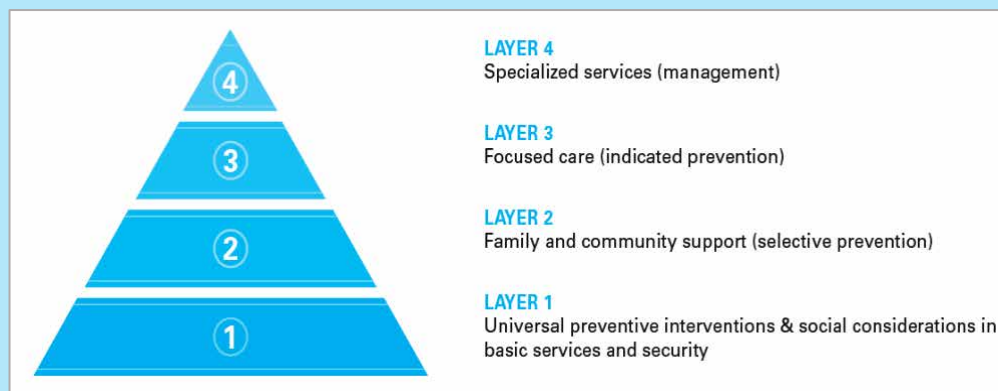 4
LAYER 4
Specialized services (management)
3
LAYER 3
Focused care (indicated prevention)
2
LAYER 2
Family and community support (selective prevention)
1
LAYER 1
Universal preventive interventions & social considerations in
basic services and security